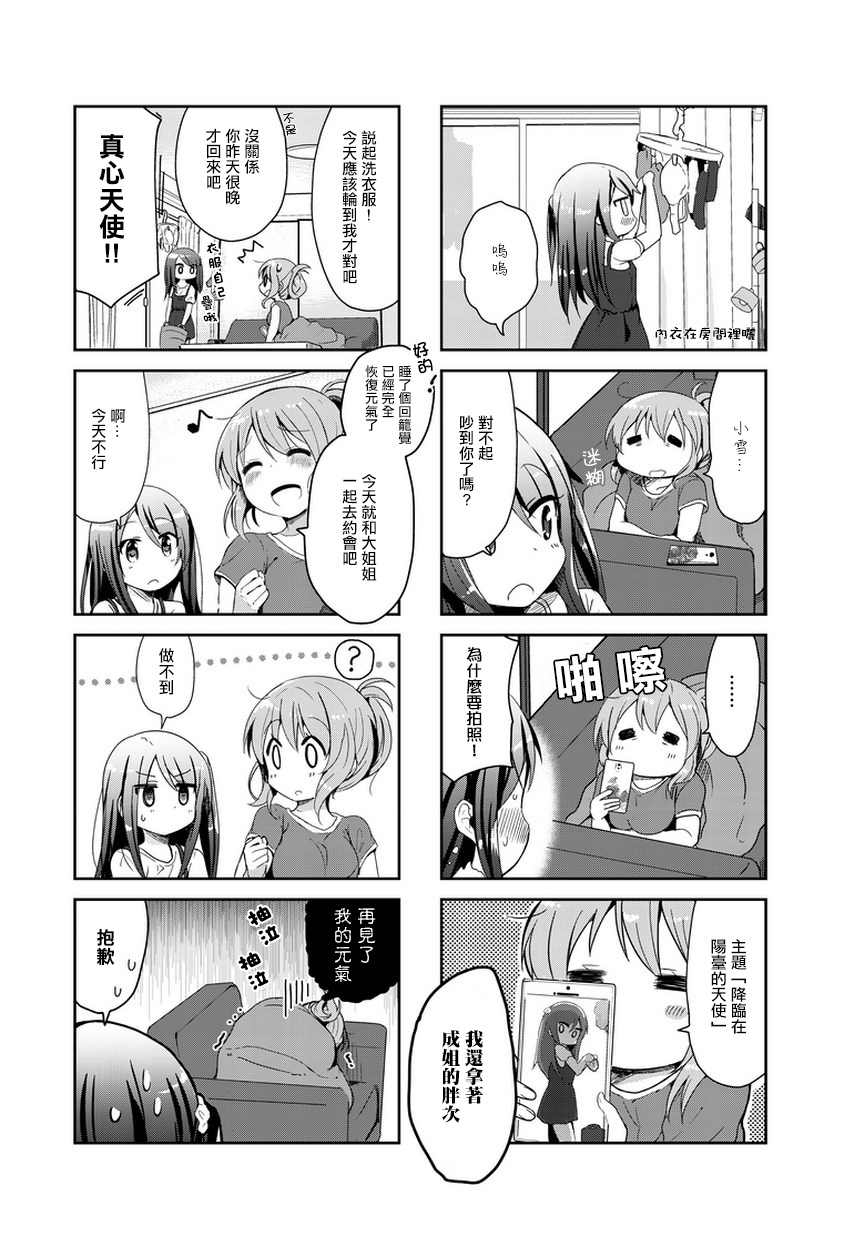 嗚
嗚
內衣在房間裡曬
小雪…
迷糊
對不起
吵到你了嗎？
………
啪嚓
為什麼要拍照！
主題「降臨在
陽臺的天使」
我還拿著
成姐的胖次
説起洗衣服！
今天應該輪到我才對吧
不是
沒關係
你昨天很晚
才回來吧
衣服自己
疊哦
真心天使!!
好的！
睡了個回籠覺
已經完全
恢復元氣了
今天就和大姐姐
一起去約會吧
啊…
今天不行
？
做不到
再見了
我的元氣
抽泣
抽泣
抱歉